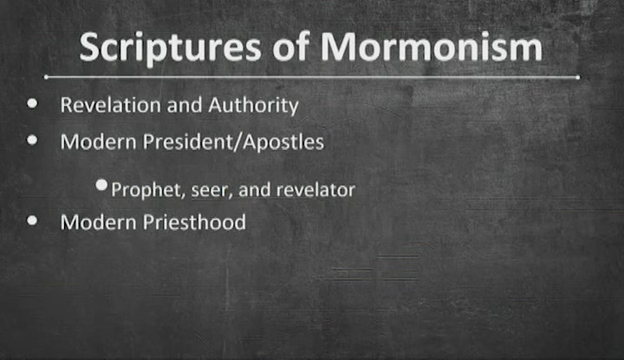 Scriptures of Mormonism
Revelation and Authority
Modern President/Apostles
Prophet, seer, and revelator
Modern Priesthood